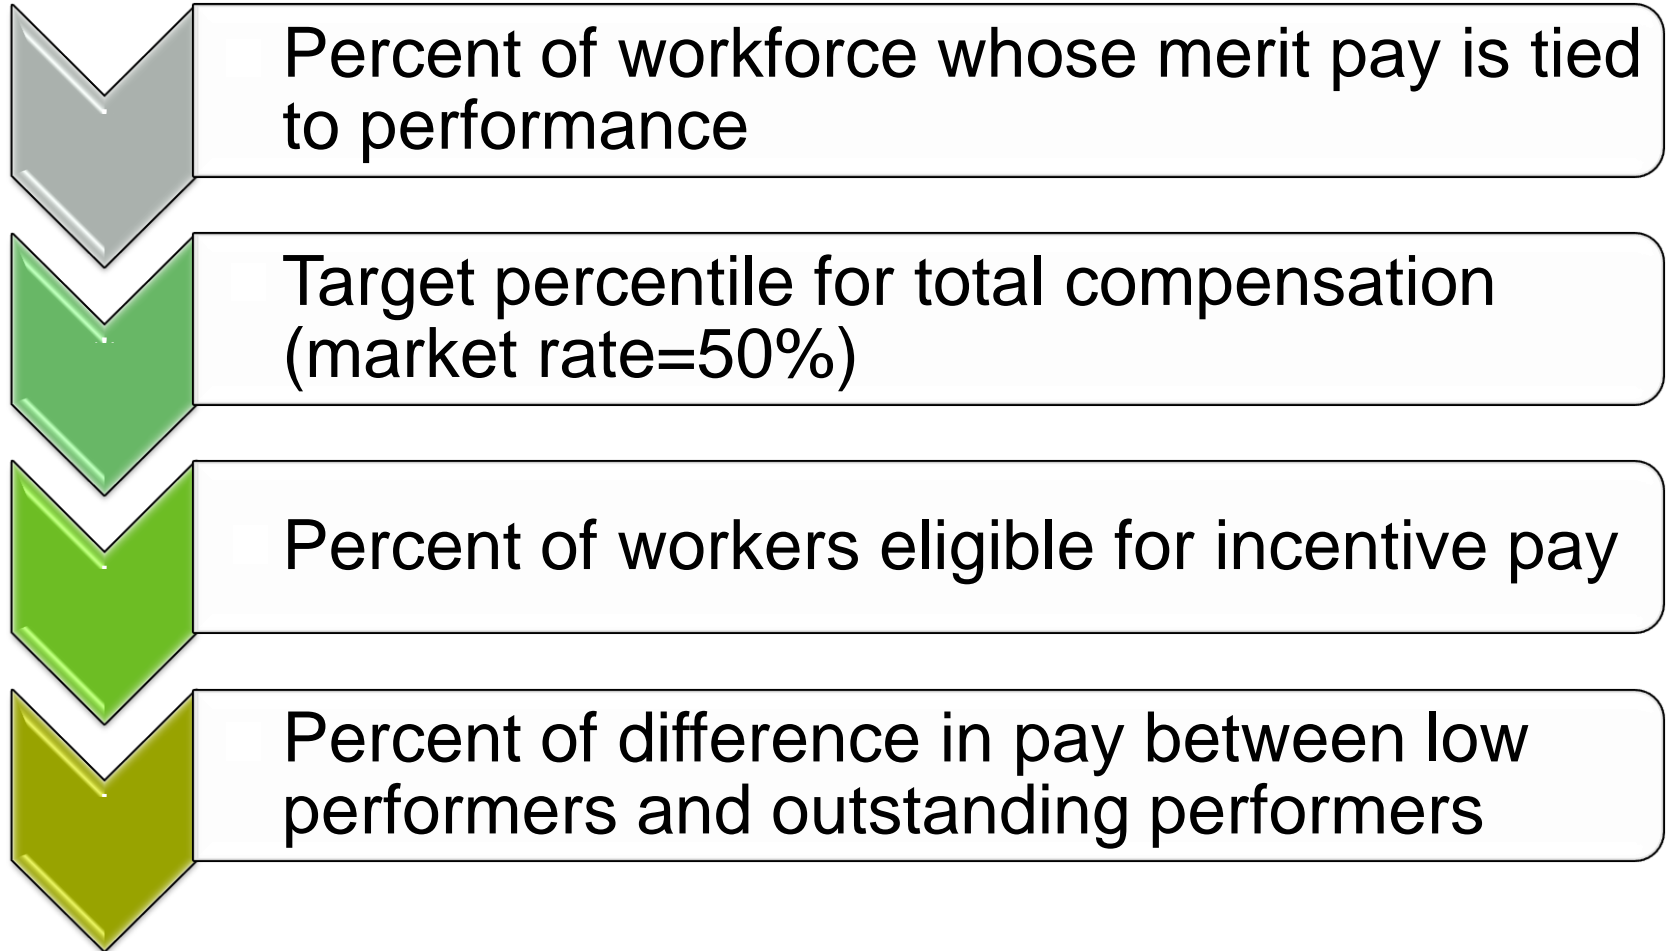 Percent of workforce whose merit pay is tied
to performance
Target percentile for total compensation
(market rate=50%)
Percent of workers eligible for incentive pay
Percent of difference in pay between low
performers and outstanding performers